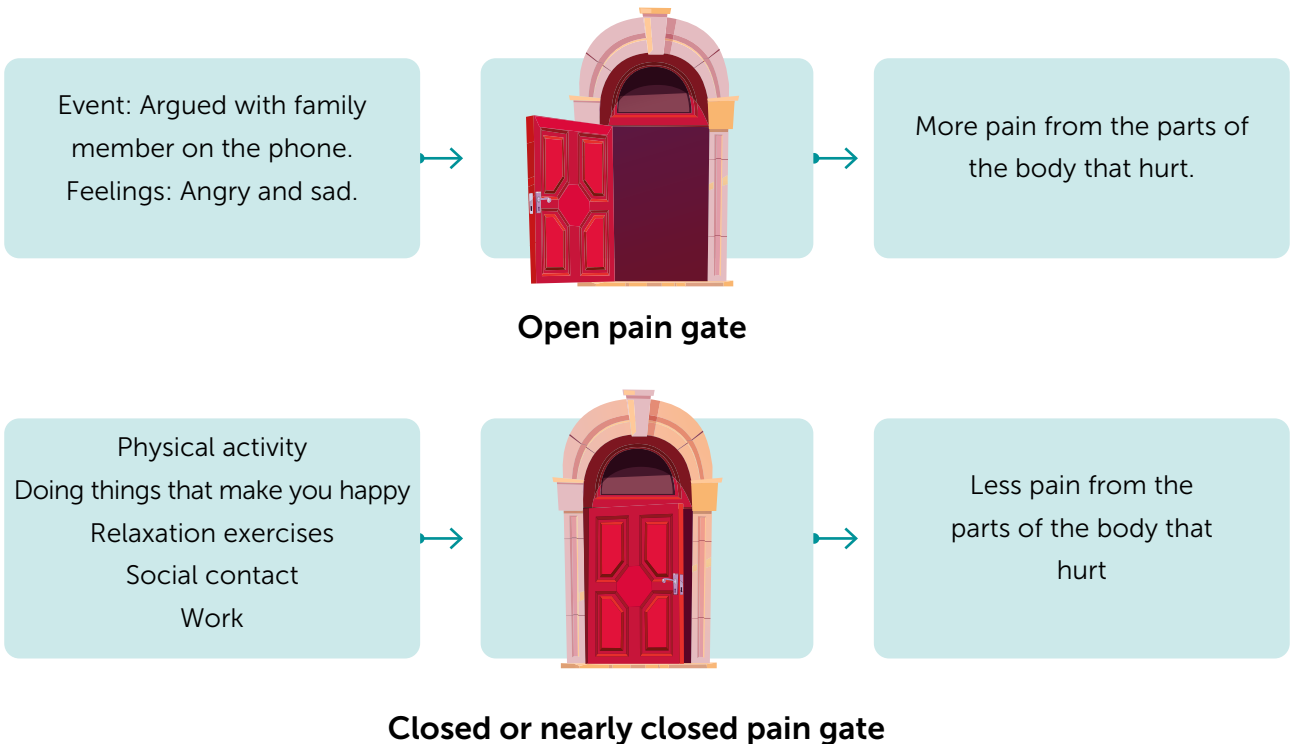 Event: Argued with family
member on the phone.
Feelings: Angry and sad.
More pain from the parts of
the body that hurt.
Open pain gate
Physical activity
Doing things that make you happy
Relaxation exercises
Social contact
Work
Less pain from the
parts of the body that
hurt
Closed or nearly closed pain gate